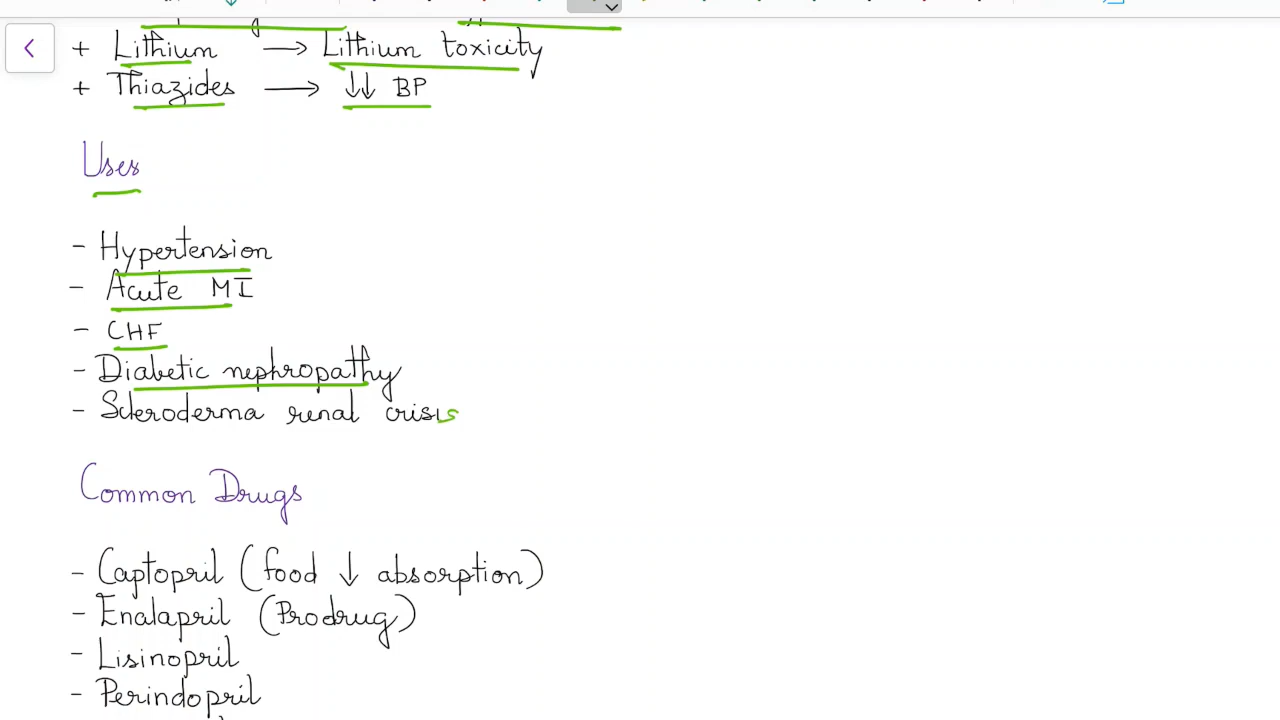 + Lithium → Lithium toxicity
+ Thiazides → ↓↓ BP
Uses
- Hypertension
- Acute MI
- CHF
- Diabetic nephropathy
- Scleroderma renal crisis
Common Drugs
- Captopril (food ↓ absorption)
- Enalapril (Prodrug)
- Lisinopril
- Perindopril